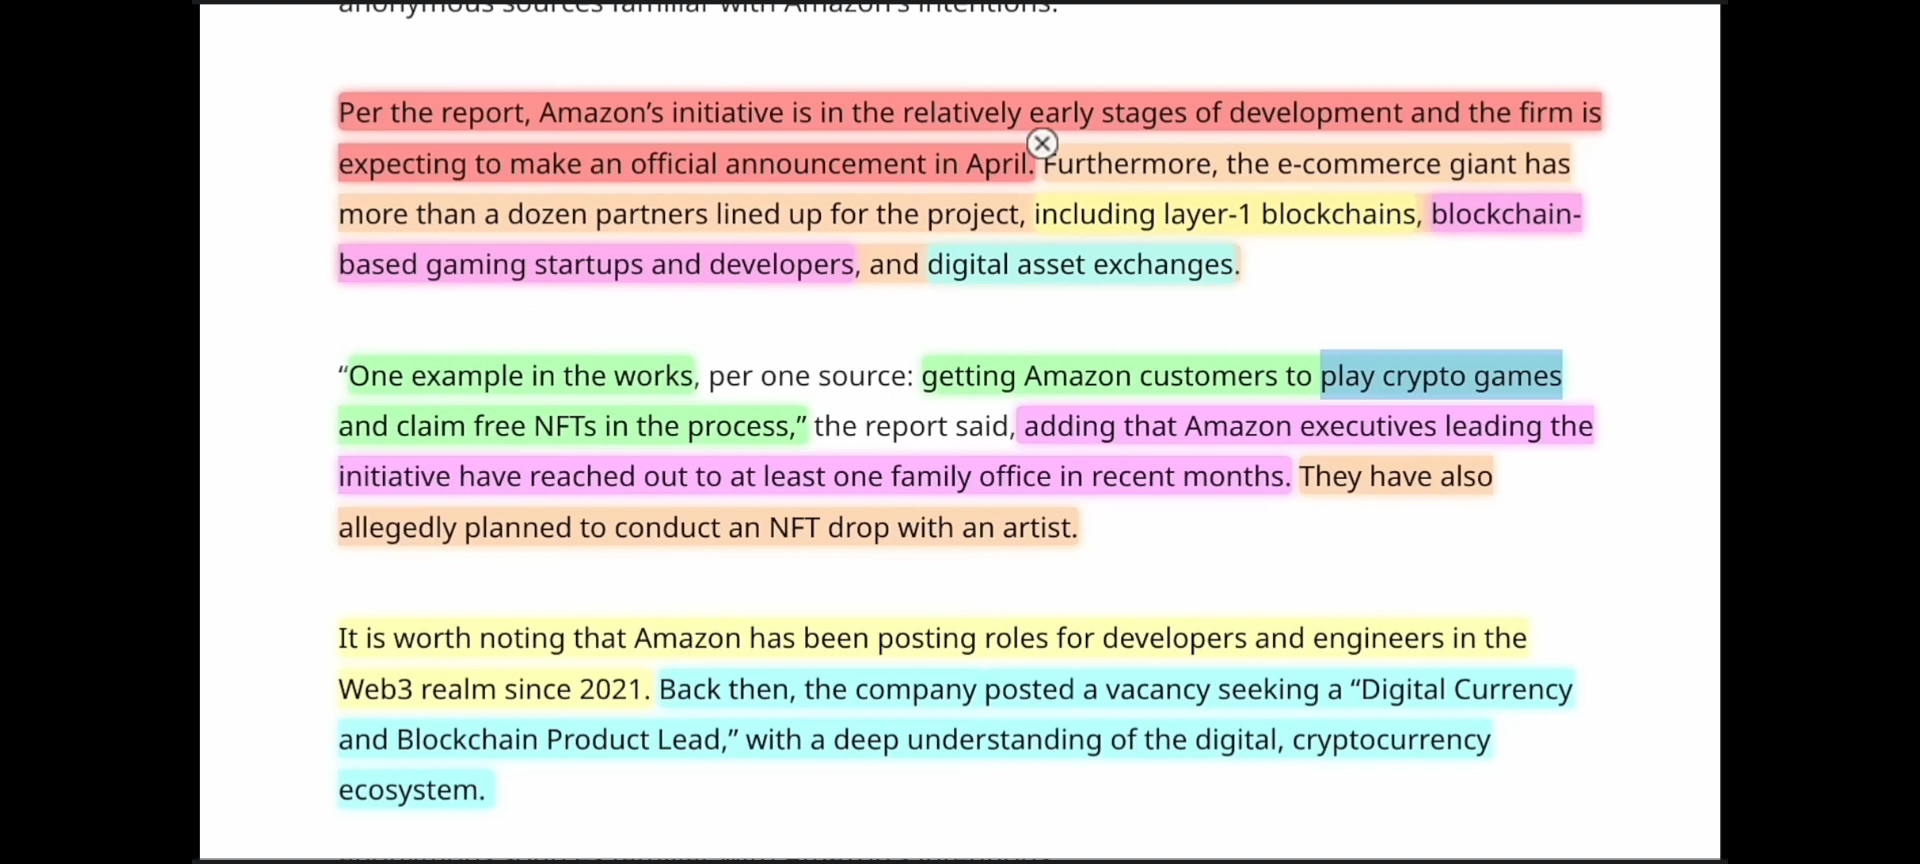 anonymous sources familiar with Amazon's intentions.
Per the report, Amazon’s initiative is in the relatively early stages of development and the firm is
expecting to make an official announcement in April. Furthermore, the e-commerce giant has
more than a dozen partners lined up for the project, including layer-1 blockchains, blockchain-
based gaming startups and developers, and digital asset exchanges.
“One example in the works, per one source: getting Amazon customers to play crypto games
and claim free NFTs in the process,” the report said, adding that Amazon executives leading the
initiative have reached out to at least one family office in recent months. They have also
allegedly planned to conduct an NFT drop with an artist.
It is worth noting that Amazon has been posting roles for developers and engineers in the
Web3 realm since 2021. Back then, the company posted a vacancy seeking a “Digital Currency
and Blockchain Product Lead,” with a deep understanding of the digital, cryptocurrency
ecosystem.